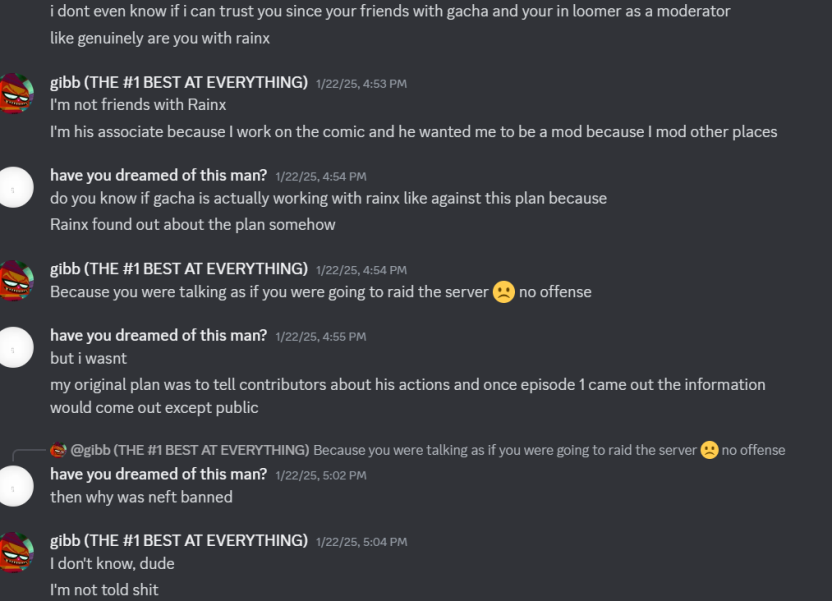 i dont even know if i can trust you since your friends with gacha and your in loomer as a moderator
like genuinely are you with rainx
gibb (THE #1 BEST AT EVERYTHING) 1/22/25, 4:53 PM
I'm not friends with Rainx
I'm his associate because I work on the comic and he wanted me to be a mod because I mod other places
have you dreamed of this man? 1/22/25, 4:54 PM
do you know if gacha is actually working with rainx like against this plan because
Rainx found out about the plan somehow
gibb (THE #1 BEST AT EVERYTHING) 1/22/25, 4:54 PM
Because you were talking as if you were going to raid the server 🙁 no offense
have you dreamed of this man? 1/22/25, 4:55 PM
but i wasnt
my original plan was to tell contributors about his actions and once episode 1 came out the information
would come out except public
@gibb (THE #1 BEST AT EVERYTHING) Because you were talking as if you were going to raid the server 🙁 no offense
have you dreamed of this man? 1/22/25, 5:02 PM
then why was neft banned
gibb (THE #1 BEST AT EVERYTHING) 1/22/25, 5:04 PM
I don't know, dude
I'm not told shit